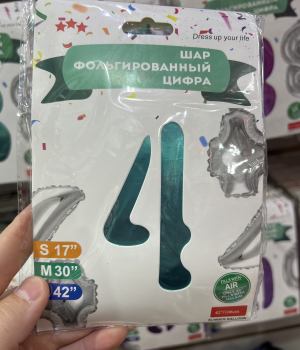 Dress up your life
ШАР
ФОЛЬГИРОВАННЫЙ
ЦИФРА
S 17"
M 30"
42"
AIR